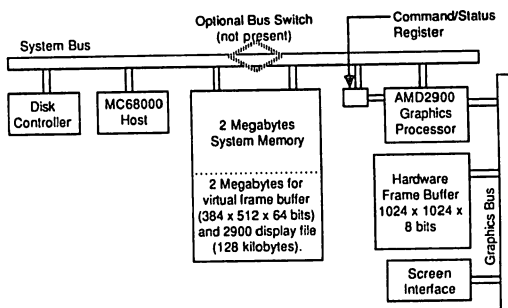 Optional Bus Switch
(not present)
Command/Status
Register
System Bus
Disk
Controller
MC68000
Host
2 Megabytes
System Memory
2 Megabytes for
virtual frame buffer
(384 x 512 x 64 bits)
and 2900 display file
(128 kilobytes).
AMD2900
Graphics
Processor
Hardware
Frame Buffer
1024 x 1024 x
8 bits
Screen
Interface
Graphics Bus